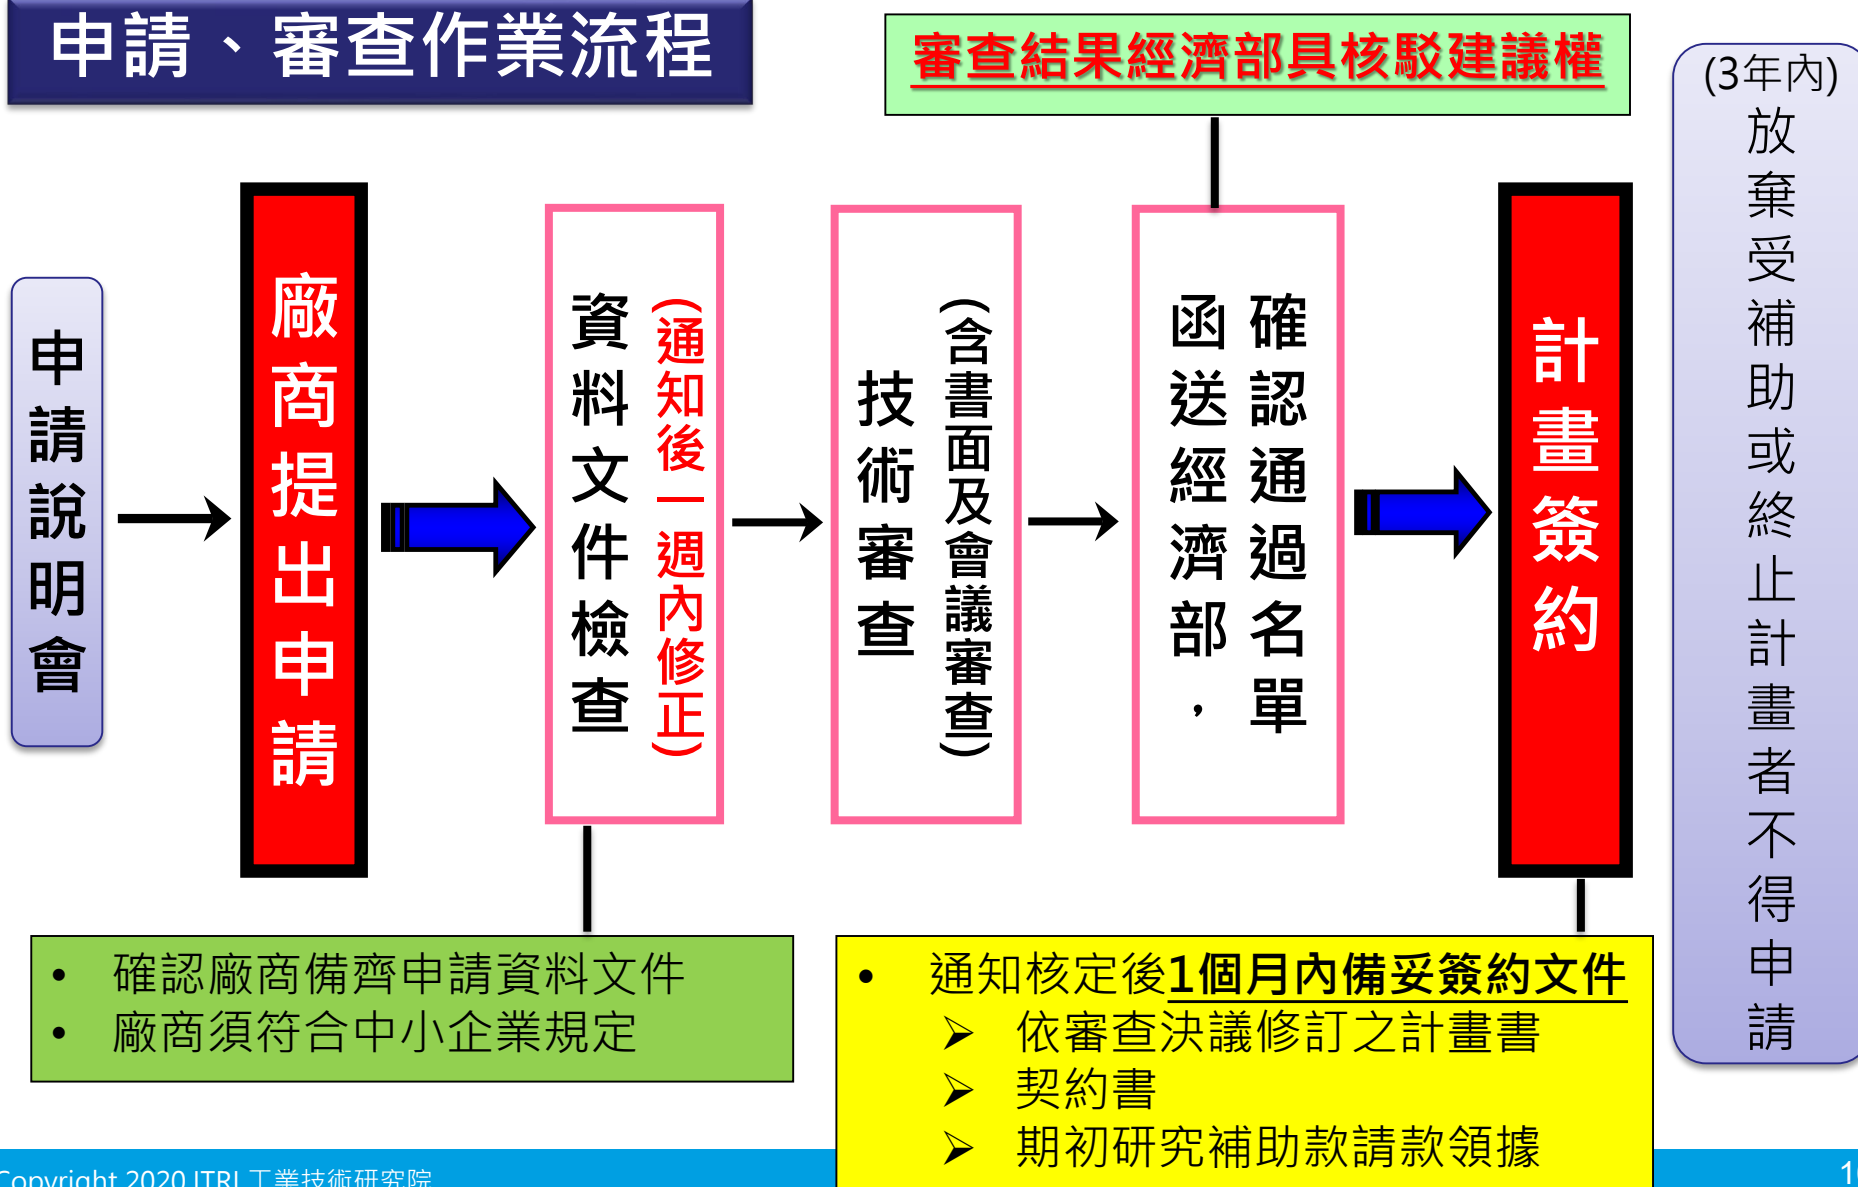 申請、審查作業流程
審查結果經濟部具核駁建議權
(3年內)
放棄受補助或終止計畫者不得申請
申請說明會
廠商提出申請
資料文件檢查
(通知後一週內修正)
技術審查
(含書面及會議審查)
函送經濟部，
確認通過名單
計畫簽約
• 確認廠商備齊申請資料文件
• 廠商須符合中小企業規定
• 通知核定後1個月內備妥簽約文件
➢ 依審查決議修訂之計畫書
➢ 契約書
➢ 期初研究補助款請款領據
Copyright 2020 ITRI 工業技術研究院